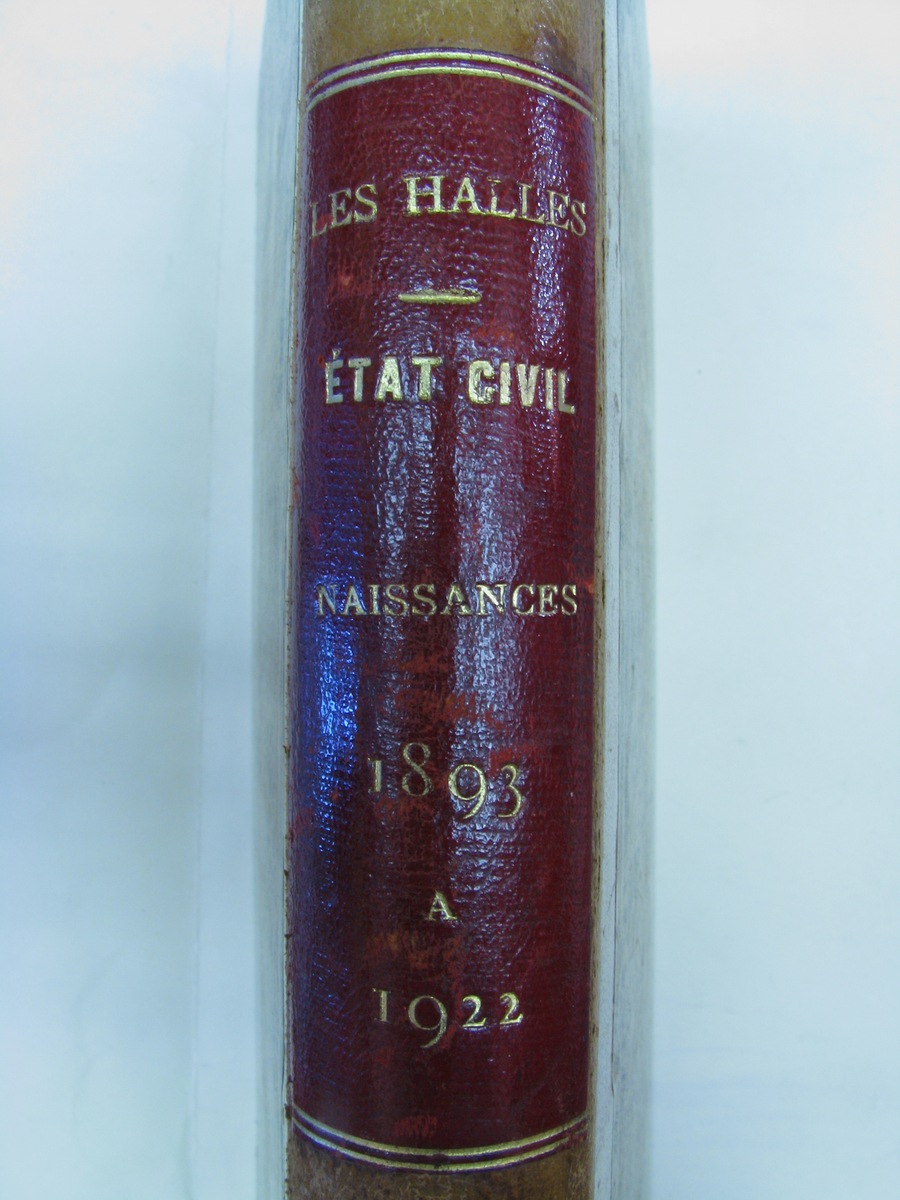 LES HALLES
ÉTAT CIVIL
NAISSANCES
1893
A
1922